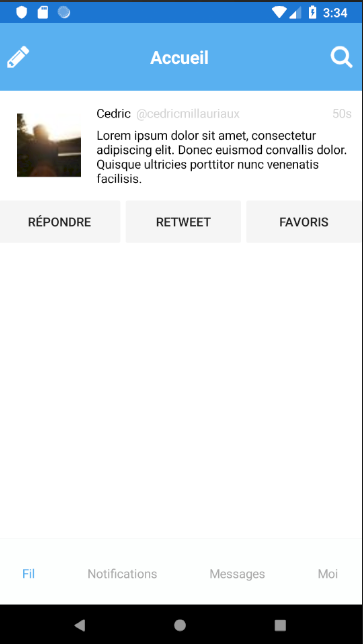 3:34
Accueil
Cedric @cedricmillauriaux 50s
Lorem ipsum dolor sit amet, consectetur
adipiscing elit. Donec euismod convallis dolor.
Quisque ultricies porttitor nunc venenatis
facilisis.
RÉPONDRE RETWEET FAVORIS
Fil Notifications Messages Moi